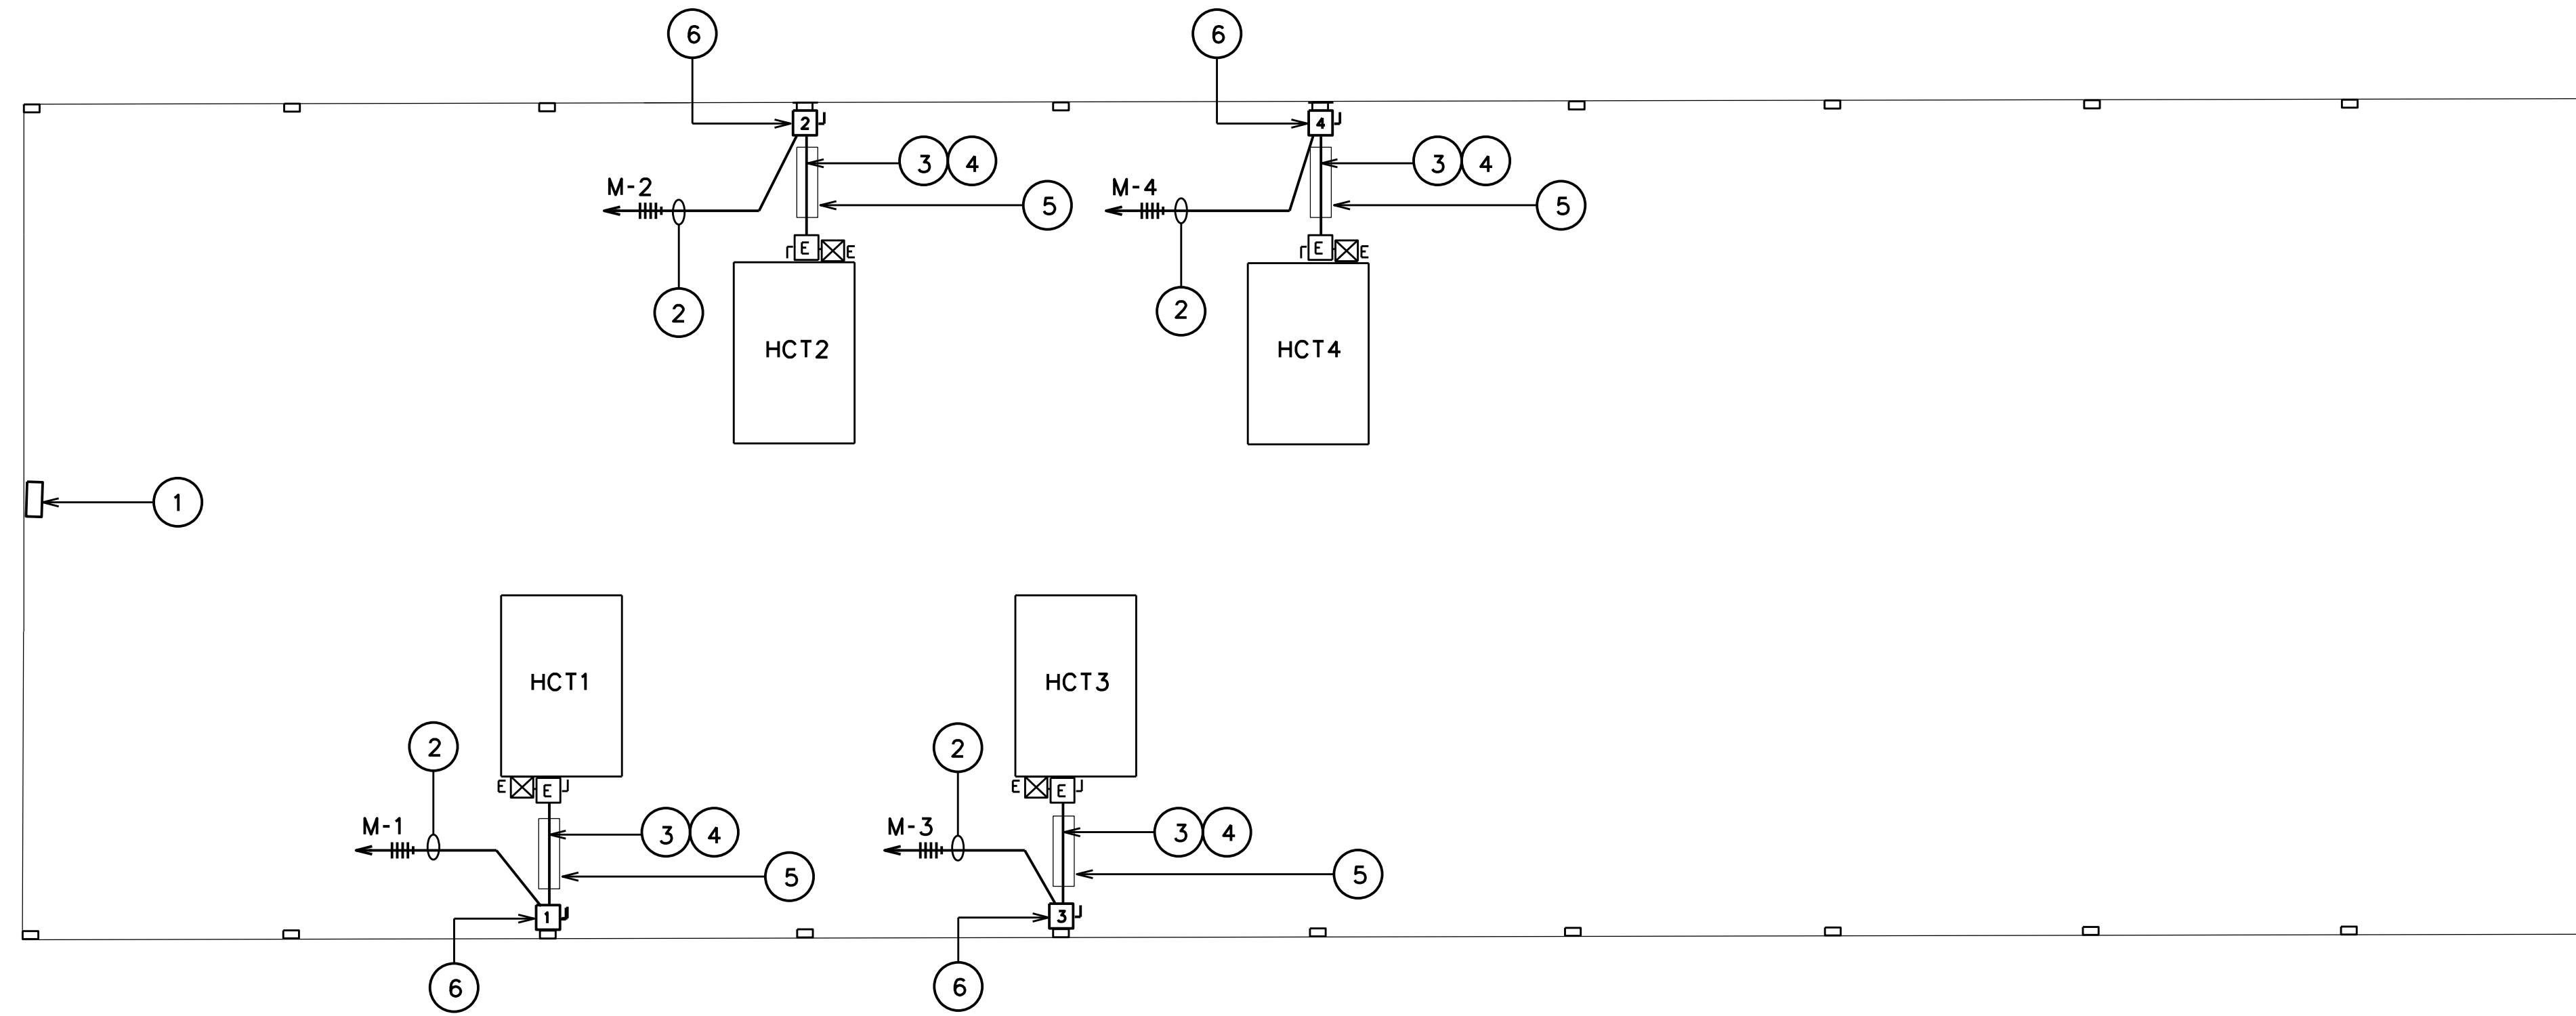 6 6
2 J 4 J
3 4 3 4
M-2 M-4
5 5
E E E E
2 2
HCT2 HCT4
1
HCT1 HCT3
2 2
E E J E E J
M-1 3 4 M-3 3 4
5 5
1 J 3 J
6 6